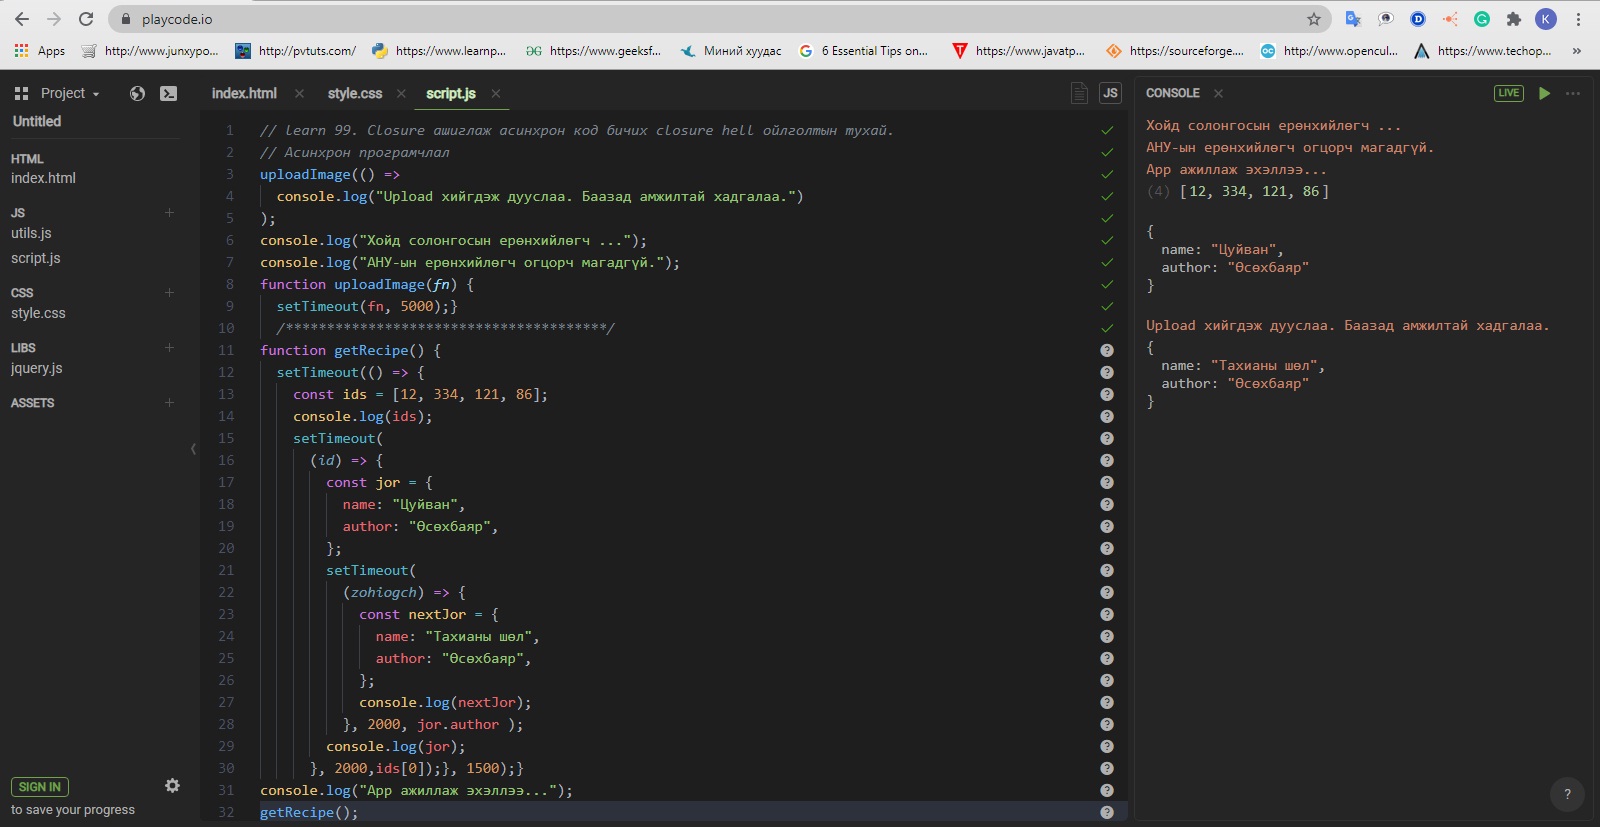 playcode.io
K
Apps
http://www.junxypo...
http://pvtuts.com/
https://www.learnp...
https://www.geeksf...
Миний хуудас
6 Essential Tips on...
https://www.javatp...
https://sourceforge....
http://www.opencul...
https://www.techop...
»
Project
index.html
style.css
script.js
JS
CONSOLE
LIVE
Untitled
HTML
index.html
JS
utils.js
script.js
CSS
style.css
LIBS
jquery.js
ASSETS
SIGN IN
to save your progress
1 // learn 99. Closure ашиглаж асинхрон код бичих closure hell ойлголтын тухай.
2 // Асинхрон програмчлал
3 uploadImage(() =>
4 console.log("Upload хийгдэж дууслаа. Баазад амжилтай хадгалаа.")
5 );
6 console.log("Хойд солонгосын ерөнхийлөгч ...");
7 console.log("АНУ-ын ерөнхийлөгч огцорч магадгүй.");
8 function uploadImage(fn) {
9 setTimeout(fn, 5000);}
10 /***************************************/
11 function getRecipe() {
12 setTimeout(() => {
13 const ids = [12, 334, 121, 86];
14 console.log(ids);
15 setTimeout(
16 (id) => {
17 const jor = {
18 name: "Цуйван",
19 author: "Өсөхбаяр",
20 };
21 setTimeout(
22 (zohiogch) => {
23 const nextJor = {
24 name: "Тахианы шөл",
25 author: "Өсөхбаяр",
26 };
27 console.log(nextJor);
28 }, 2000, jor.author );
29 console.log(jor);
30 }, 2000,ids[0]);}, 1500);}
31 console.log("App ажиллаж эхэллээ...");
32 getRecipe();
Хойд солонгосын ерөнхийлөгч ...
АНУ-ын ерөнхийлөгч огцорч магадгүй.
App ажиллаж эхэллээ...
(4) [12, 334, 121, 86]
{
name: "Цуйван",
author: "Өсөхбаяр"
}
Upload хийгдэж дууслаа. Баазад амжилтай хадгалаа.
{
name: "Тахианы шөл",
author: "Өсөхбаяр"
}
?